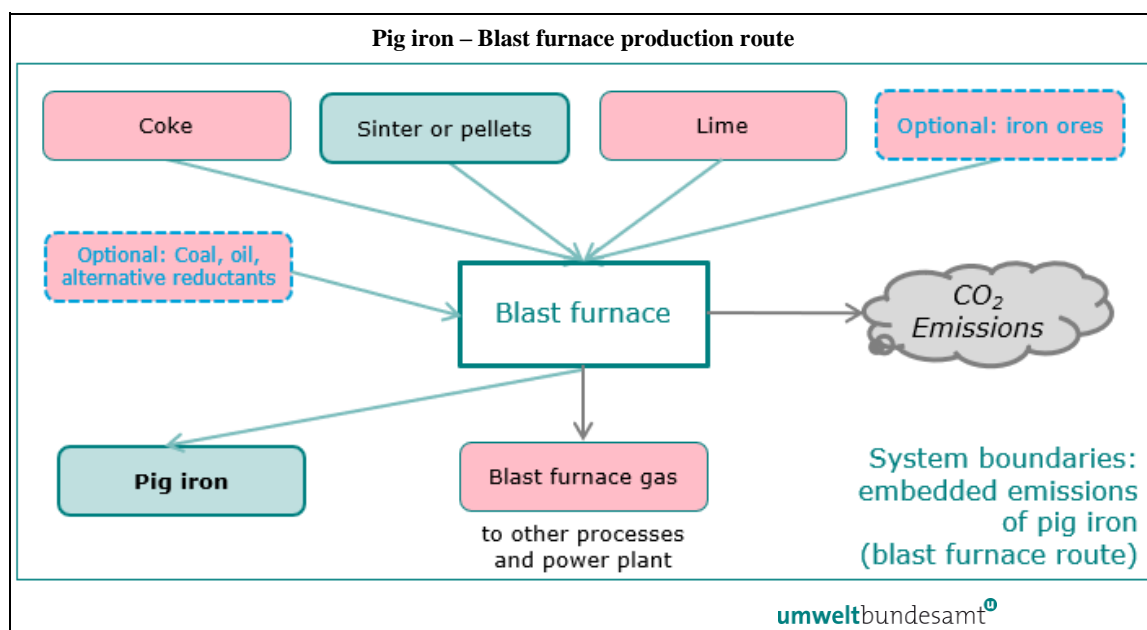 Pig iron – Blast furnace production route
Coke
Sinter or pellets
Lime
Optional: iron ores
Optional: Coal, oil,
alternative reductants
Blast furnace
CO₂
Emissions
Pig iron
Blast furnace gas
to other processes
and power plant
System boundaries:
embedded emissions
of pig iron
(blast furnace route)
umweltbundesamt ᵘ